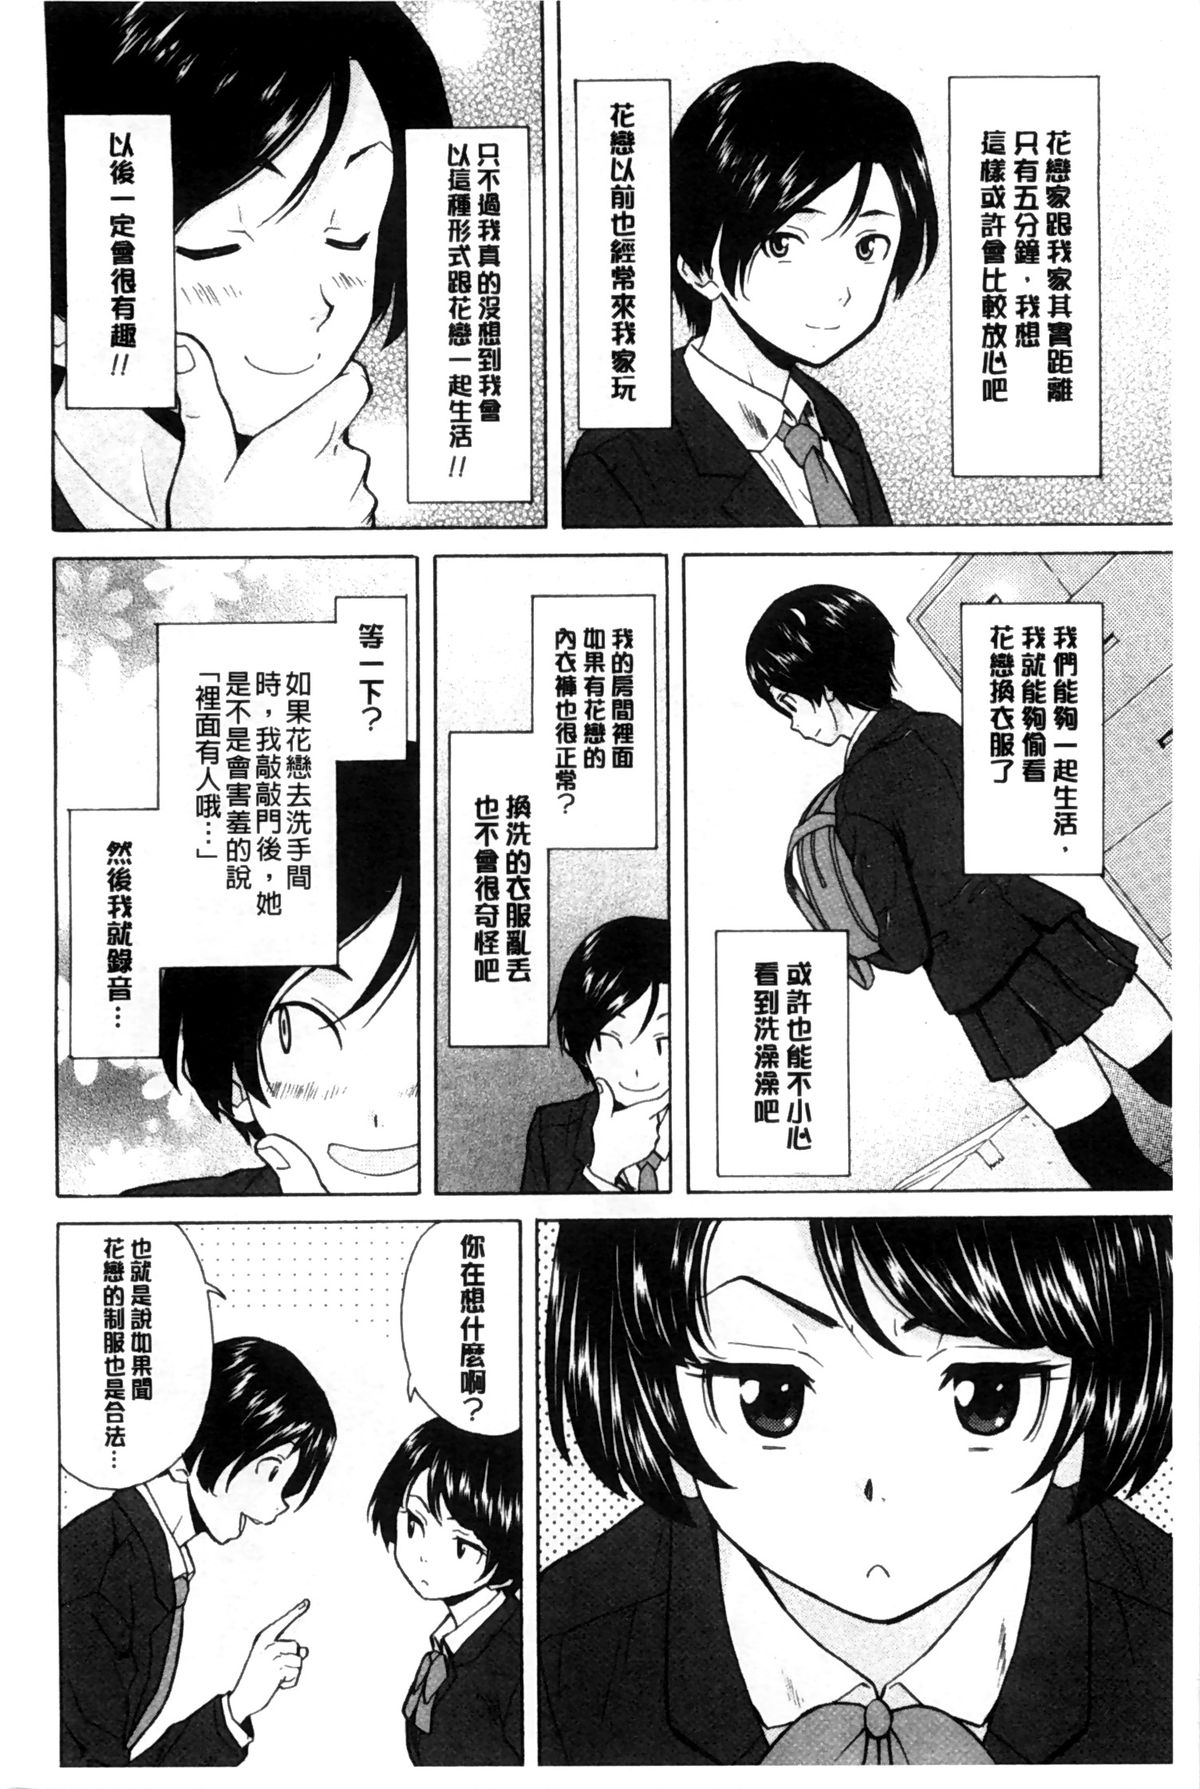 花戀家跟我家其實距離
只有五分鐘，我想
這樣或許會比較放心吧
花戀以前也經常來我家玩
只不過我真的沒想到我會
以這種形式跟花戀一起生活!!
以後一定會很有趣!!
我們能夠一起生活，
我就能夠偷看
花戀換衣服了
或許也能不小心
看到洗澡澡吧
我的房間裡面
如果有花戀的
內衣褲也很正常?
換洗的衣服亂丟
也不會很奇怪吧
等一下?
如果花戀去洗手間
時，我敲敲門後，她
是不是會害羞的說
「裡面有人哦…」
然後我就錄音…
你在想什麼啊?
也就是說如果聞
花戀的制服也是合法…